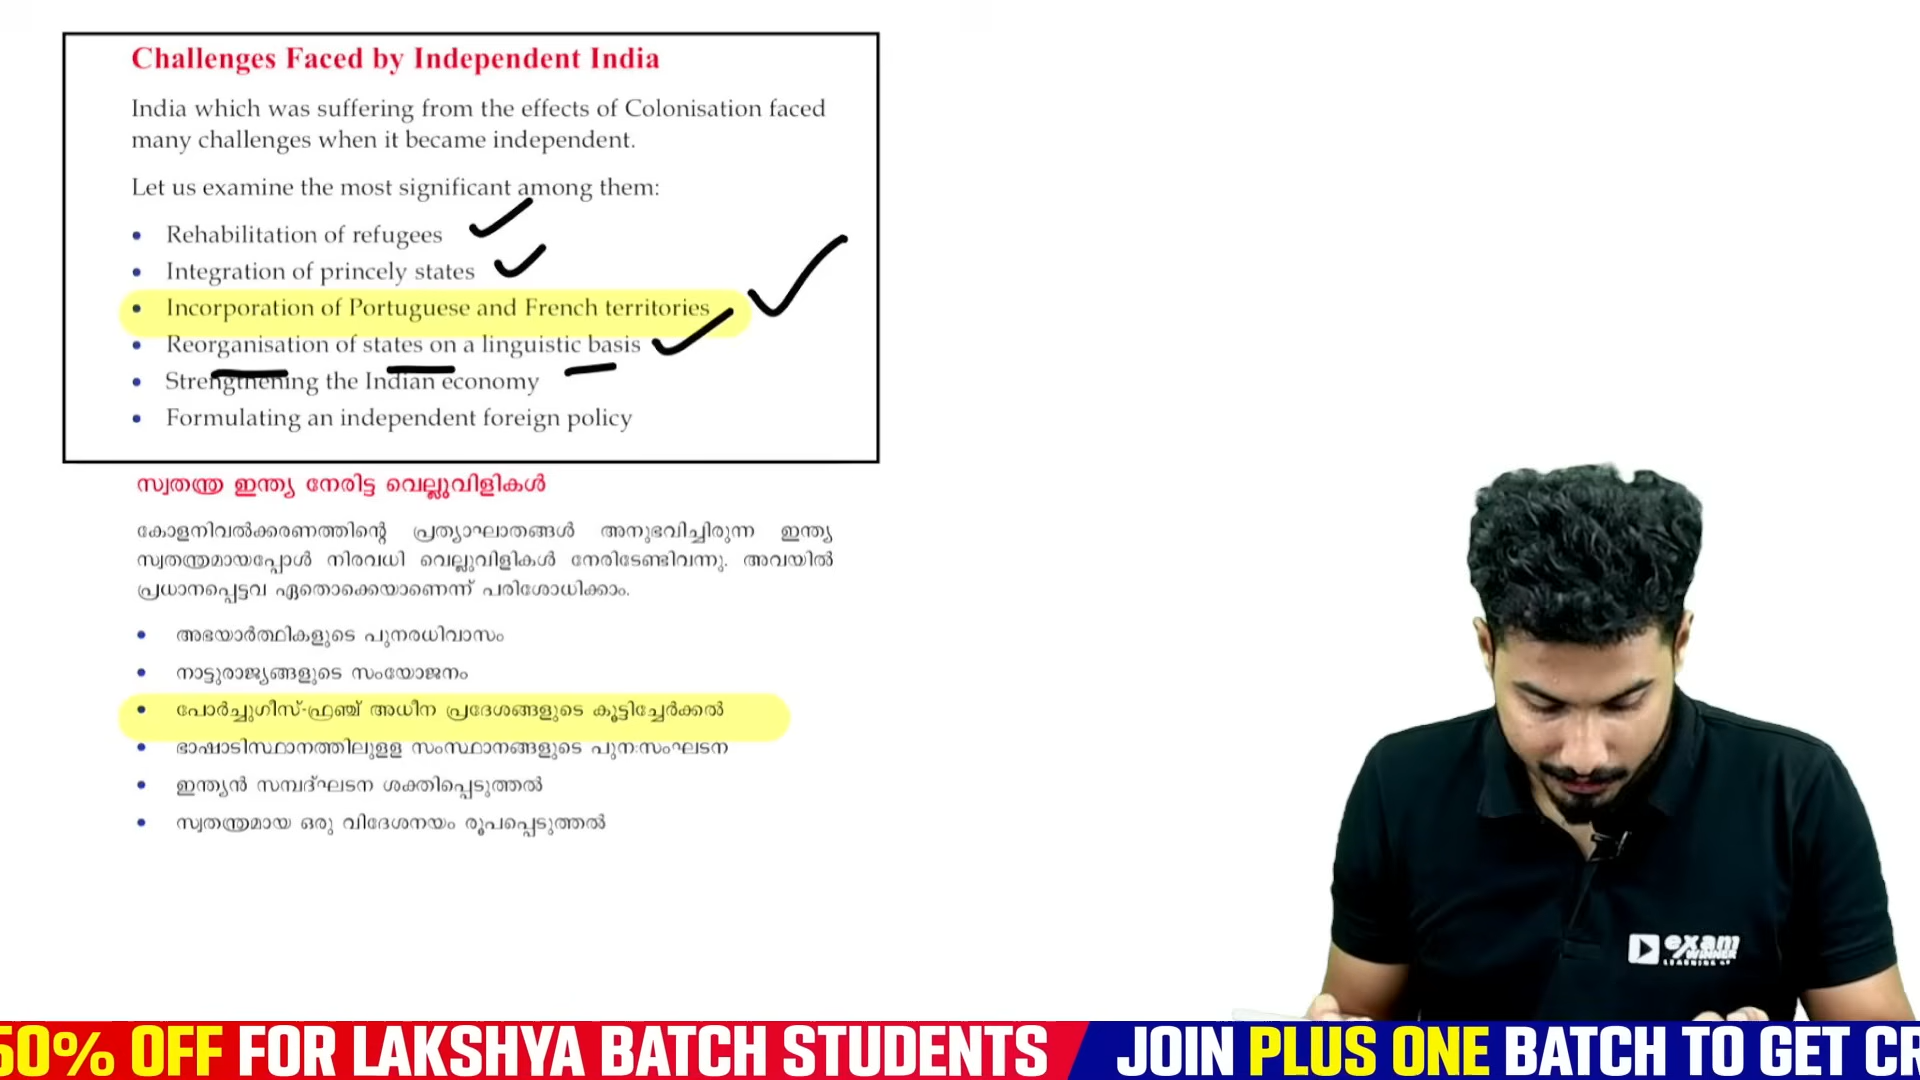 Challenges Faced by Independent India
India which was suffering from the effects of Colonisation faced
many challenges when it became independent.
Let us examine the most significant among them:
• Rehabilitation of refugees
• Integration of princely states
• Incorporation of Portuguese and French territories
• Reorganisation of states on a linguistic basis
• Strengthening the Indian economy
• Formulating an independent foreign policy
സ്വതന്ത്ര ഇന്ത്യ നേരിട്ട വെല്ലുവിളികൾ
കോളനിവൽക്കരണത്തിന്റെ പ്രത്യാഘാതങ്ങൾ അനുഭവിച്ചിരുന്ന ഇന്ത്യ
സ്വതന്ത്രമായപ്പോൾ നിരവധി വെല്ലുവിളികൾ നേരിടേണ്ടിവന്നു. അവയിൽ
പ്രധാനപ്പെട്ടവ ഏതൊക്കെയാണെന്ന് പരിശോധിക്കാം.
• അഭയാർത്ഥികളുടെ പുനരധിവാസം
• നാട്ടുരാജ്യങ്ങളുടെ സംയോജനം
• പോർച്ചുഗീസ്-ഫ്രഞ്ച് അധീന പ്രദേശങ്ങളുടെ കൂട്ടിച്ചേർക്കൽ
• ഭാഷാടിസ്ഥാനത്തിലുളള സംസ്ഥാനങ്ങളുടെ പുന:സംഘടന
• ഇന്ത്യൻ സമ്പദ്ഘടന ശക്തിപ്പെടുത്തൽ
• സ്വതന്ത്രമായ ഒരു വിദേശനയം രൂപപ്പെടുത്തൽ
exam
WINNER
50% OFF FOR LAKSHYA BATCH STUDENTS JOIN PLUS ONE BATCH TO GET CR